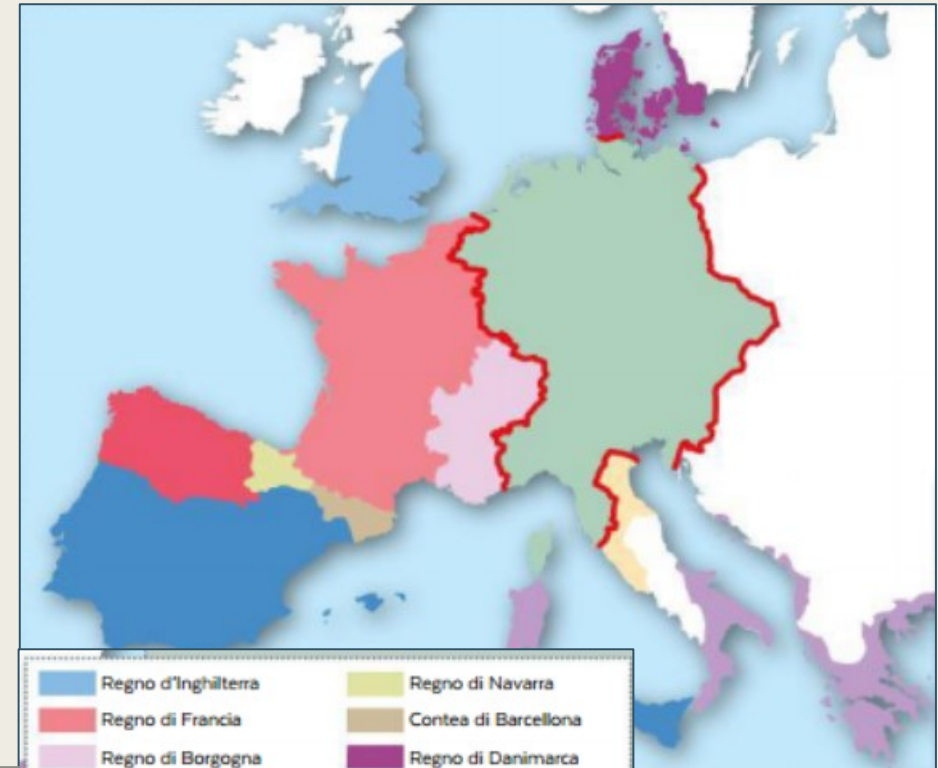 Regno d'Inghilterra
Regno di Navarra
Regno di Francia
Contea di Barcellona
Regno di Borgogna
Regno di Danimarca